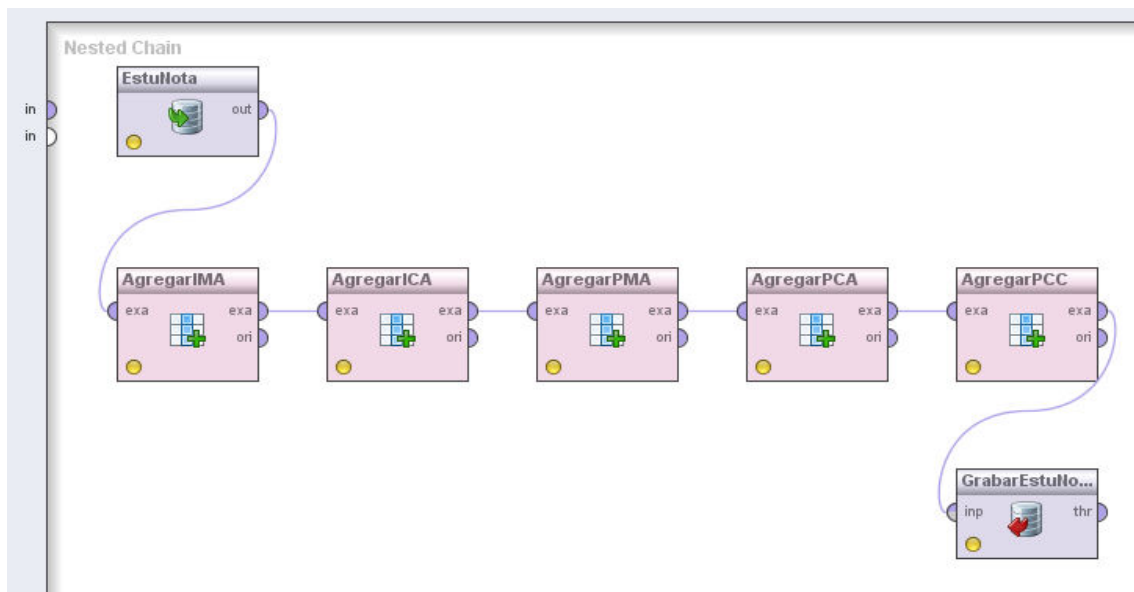 Nested Chain
EstuNota
in
out
in
AgregarIMA
AgregarICA
AgregarPMA
AgregarPCA
AgregarPCC
exa exa
exa exa
exa exa
exa exa
exa exa
ori
ori
ori
ori
ori
GrabarEstuNo...
inp thr